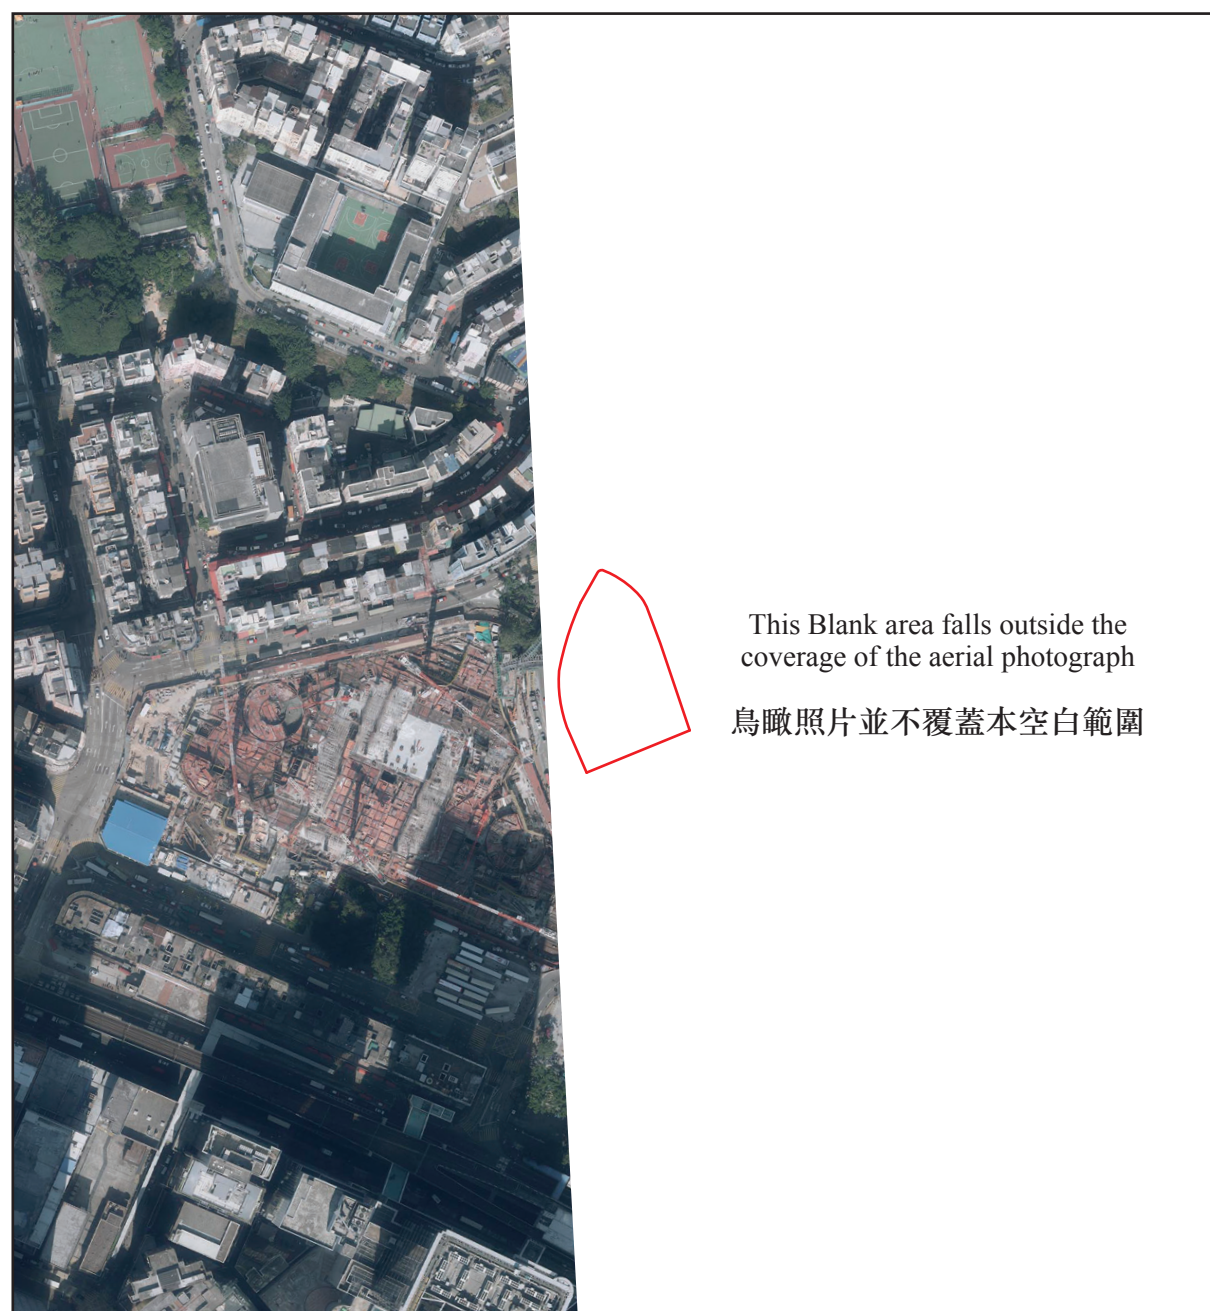 This Blank area falls outside the
coverage of the aerial photograph
鳥瞰照片並不覆蓋本空白範圍